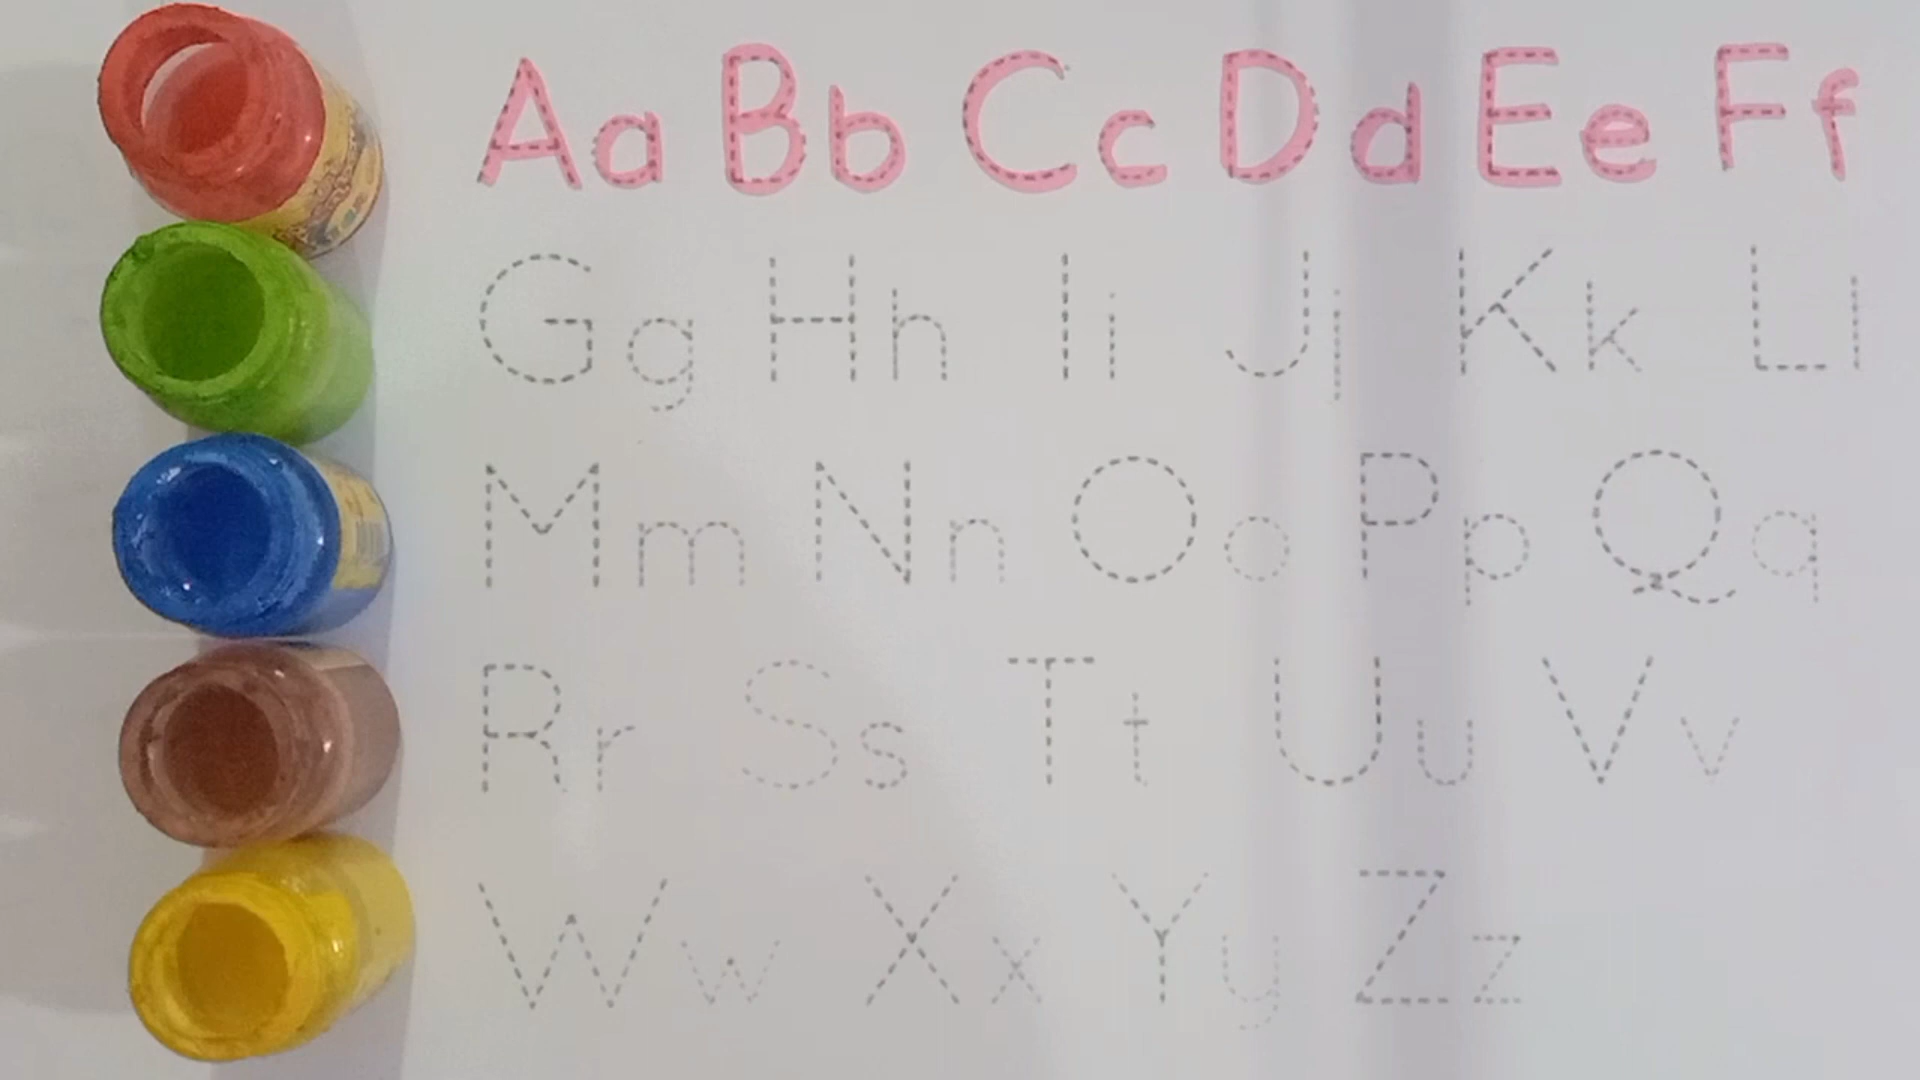 Aa Bb Cc Dd Ee Ff
Gg Hh Ii Jj Kk Ll
Mm Nn Oo Pp Qq
Rr Ss Tt Uu Vv
Ww Xx Yy Zz